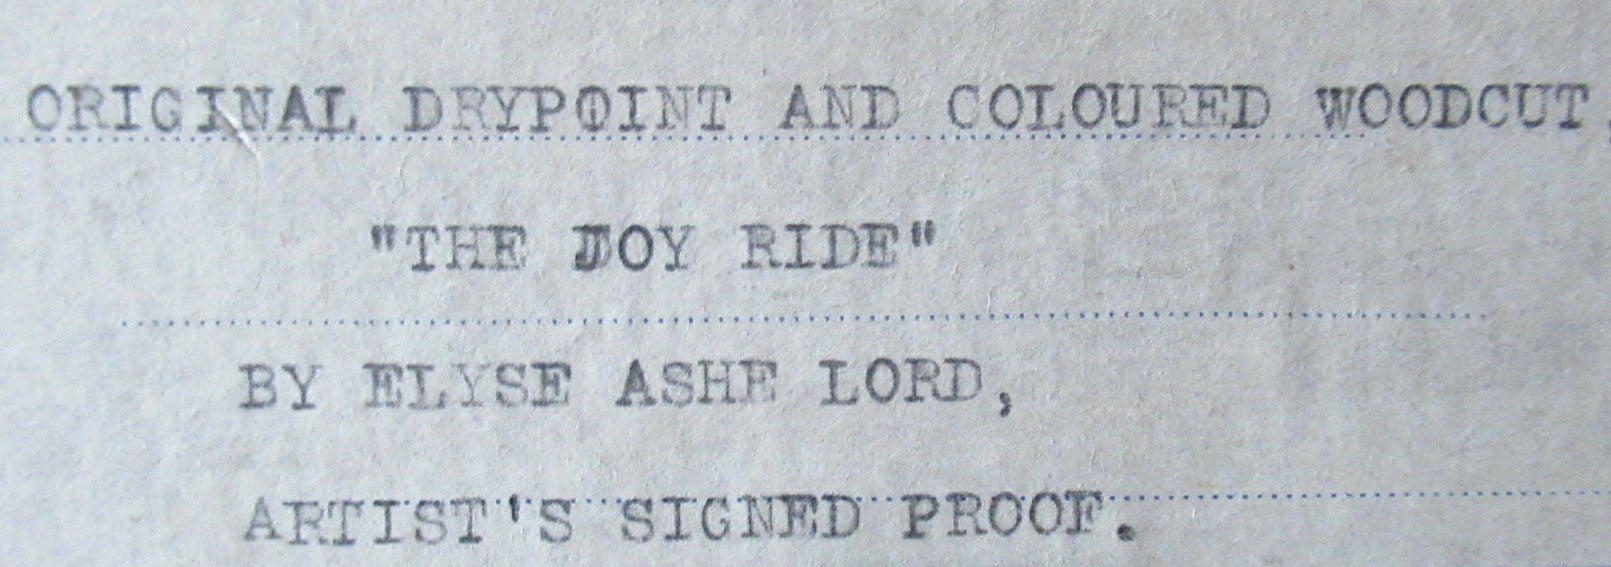 ORIGINAL DRYPOINT AND COLOURED WOODCUT,
"THE JOY RIDE"
BY ELYSE ASHE LORD,
ARTIST'S SIGNED PROOF.